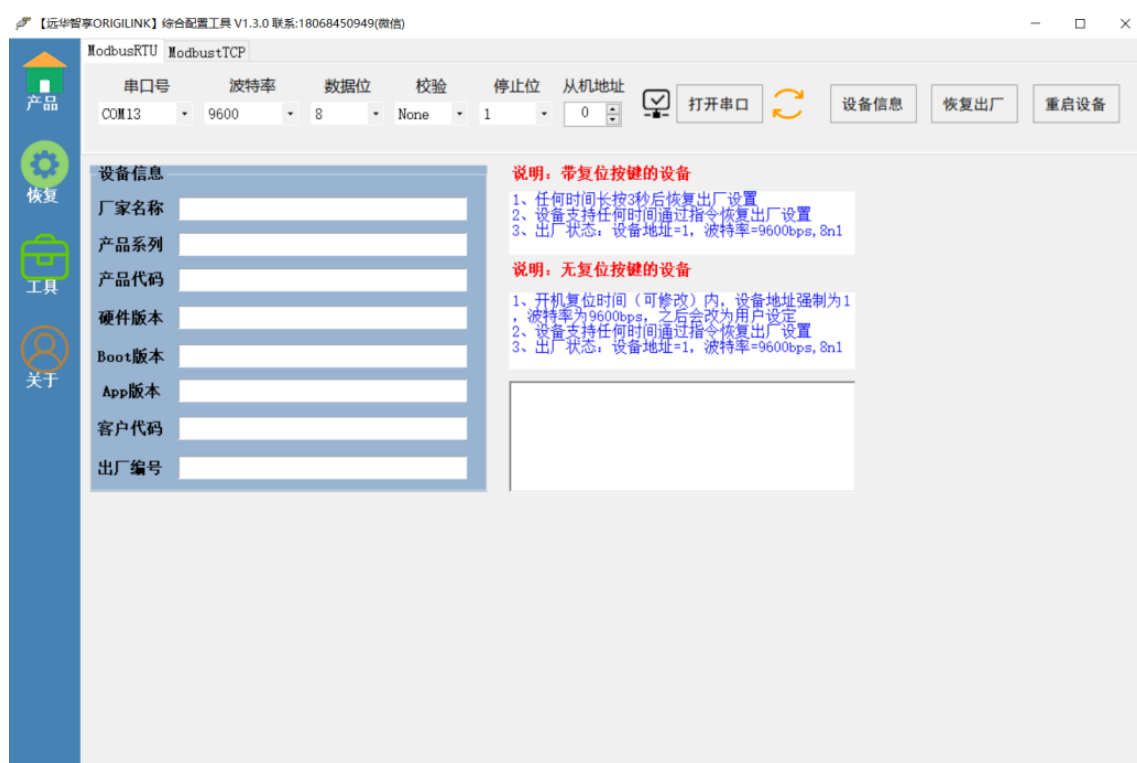 【远华智享ORIGILINK】综合配置工具 V1.3.0 联系:18068450949(微信)
ModbusRTU ModbustTCP
产品
恢复
工具
关于
串口号 波特率 数据位 校验 停止位 从机地址
COM13 9600 8 None 1 0 打开串口 设备信息 恢复出厂 重启设备
设备信息
厂家名称
产品系列
产品代码
硬件版本
Boot版本
App版本
客户代码
出厂编号
说明：带复位按键的设备
1、任何时间长按3秒后恢复出厂设置
2、设备支持任何时间通过指令恢复出厂设置
3、出厂状态：设备地址=1，波特率=9600bps,8n1
说明：无复位按键的设备
1、开机复位时间（可修改）内，设备地址强制为1
，波特率为9600bps，之后会改为用户设定
2、设备支持任何时间通过指令恢复出厂设置
3、出厂状态：设备地址=1，波特率=9600bps,8n1